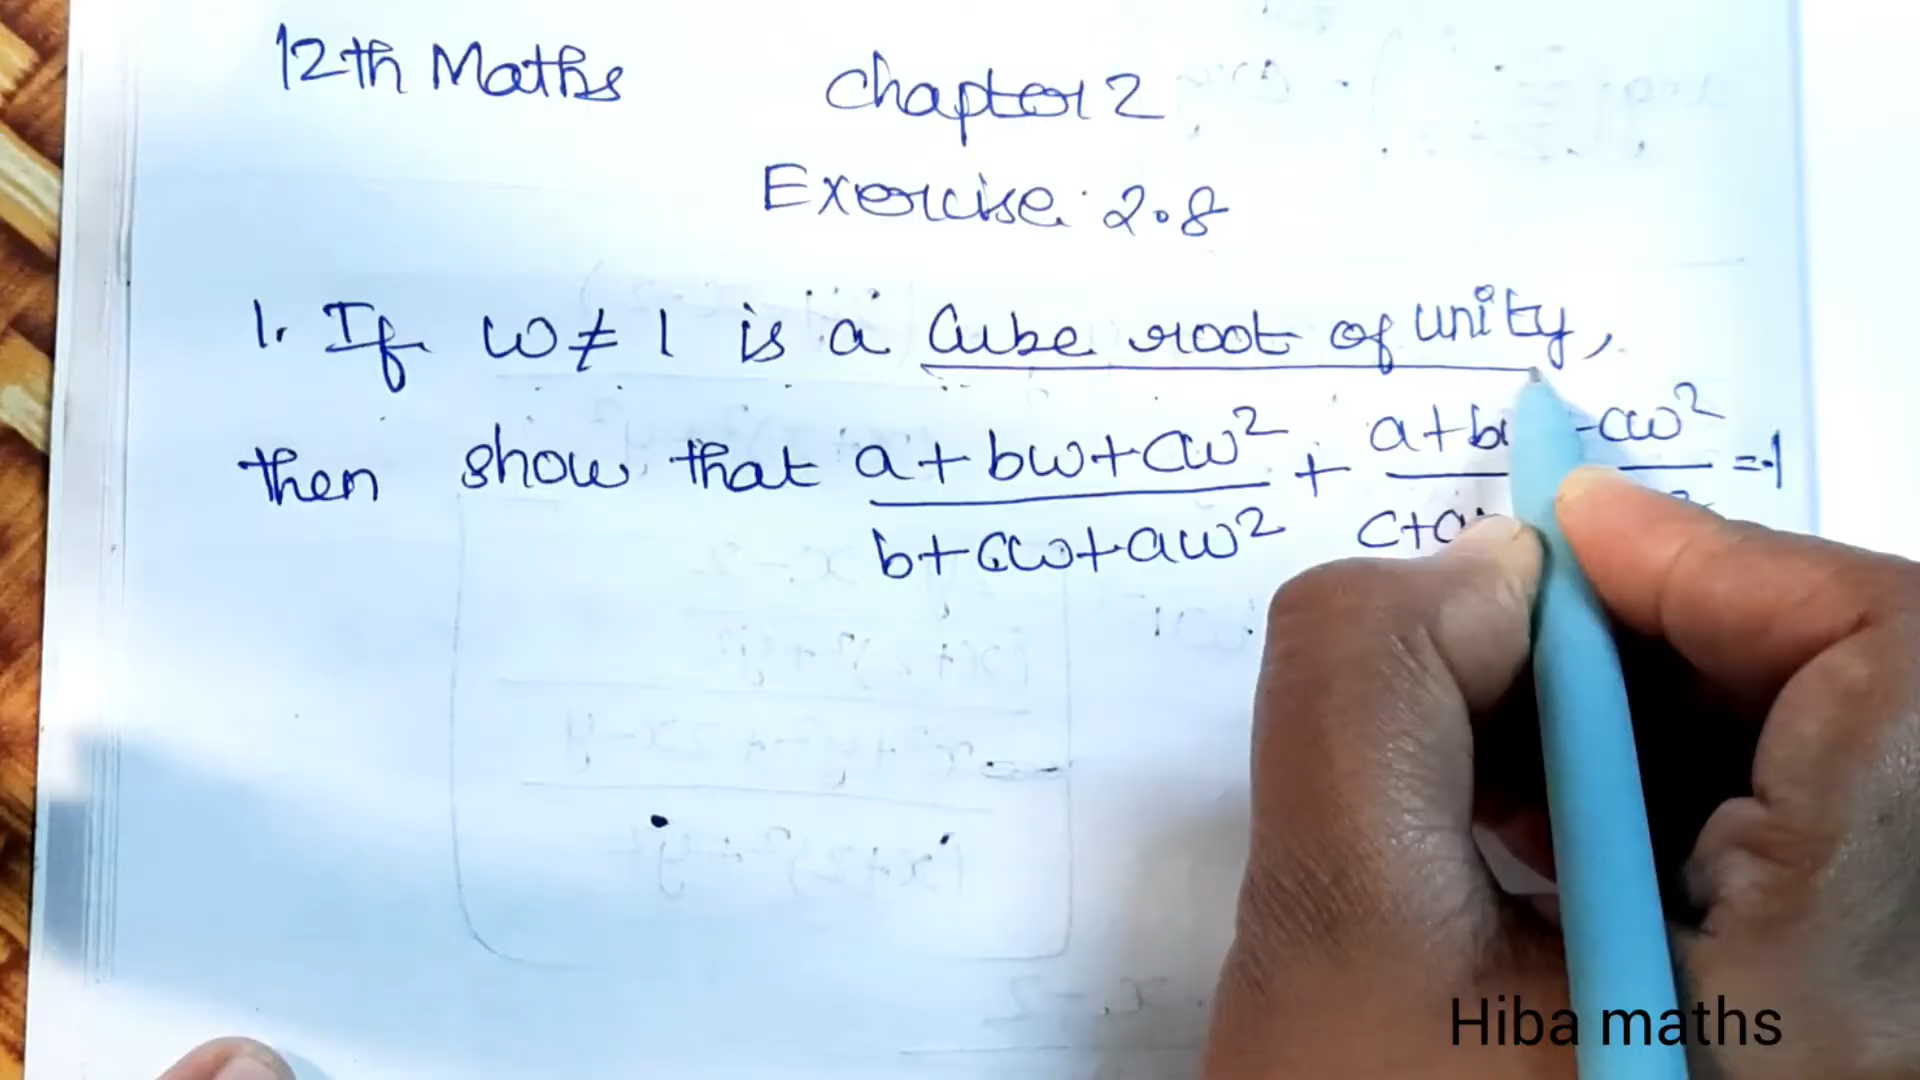 12th Maths
Chapter 2
Exercise: 2.8
1. If ω ≠ 1 is a Cube root of unity,
then show that (a+bω+cω²)/(b+cω+aω²) + (a+b cω²)/(c+a ²) = -1
Hiba maths